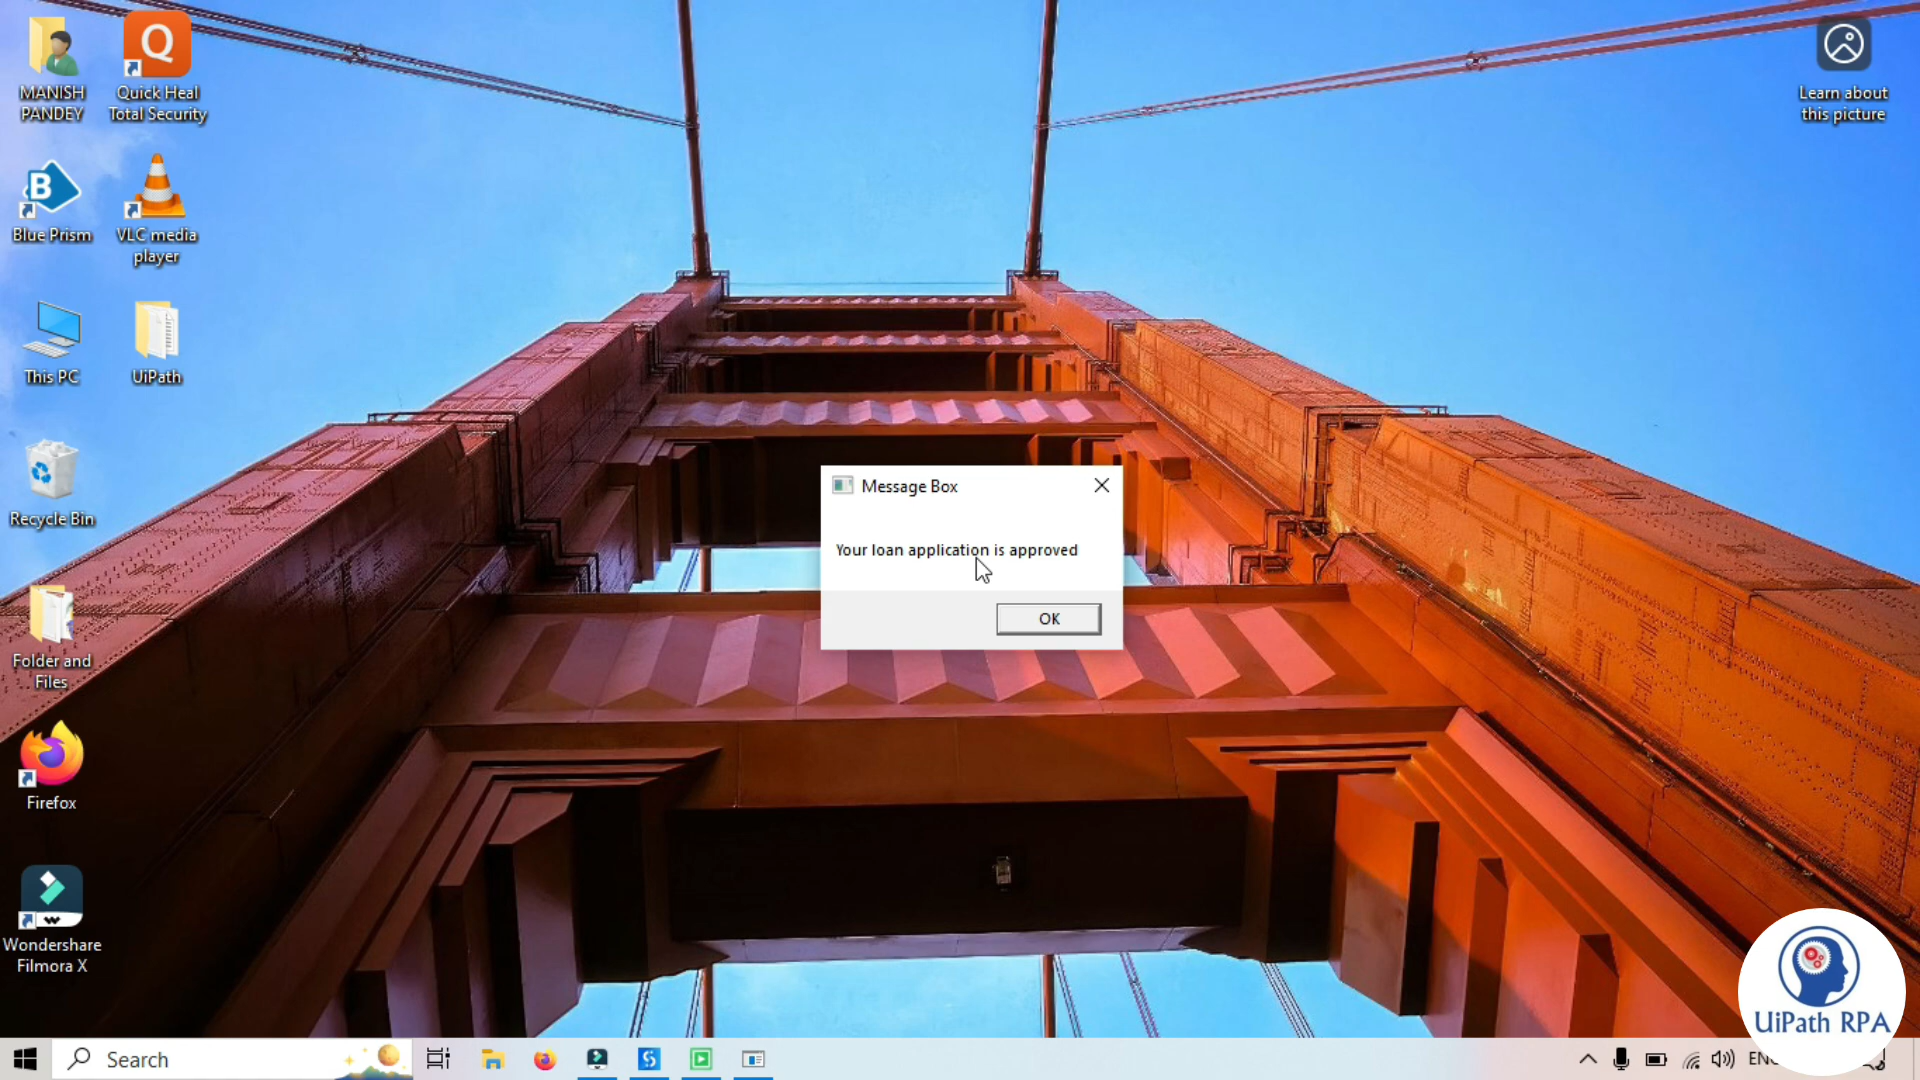 MANISH
PANDEY
Quick Heal
Total Security
Learn about
this picture
B
Blue Prism
VLC media
player
This PC
UiPath
Recycle Bin
Folder and
Files
Firefox
Wondershare
Filmora X
Message Box
Your loan application is approved
OK
UiPath RPA
Search